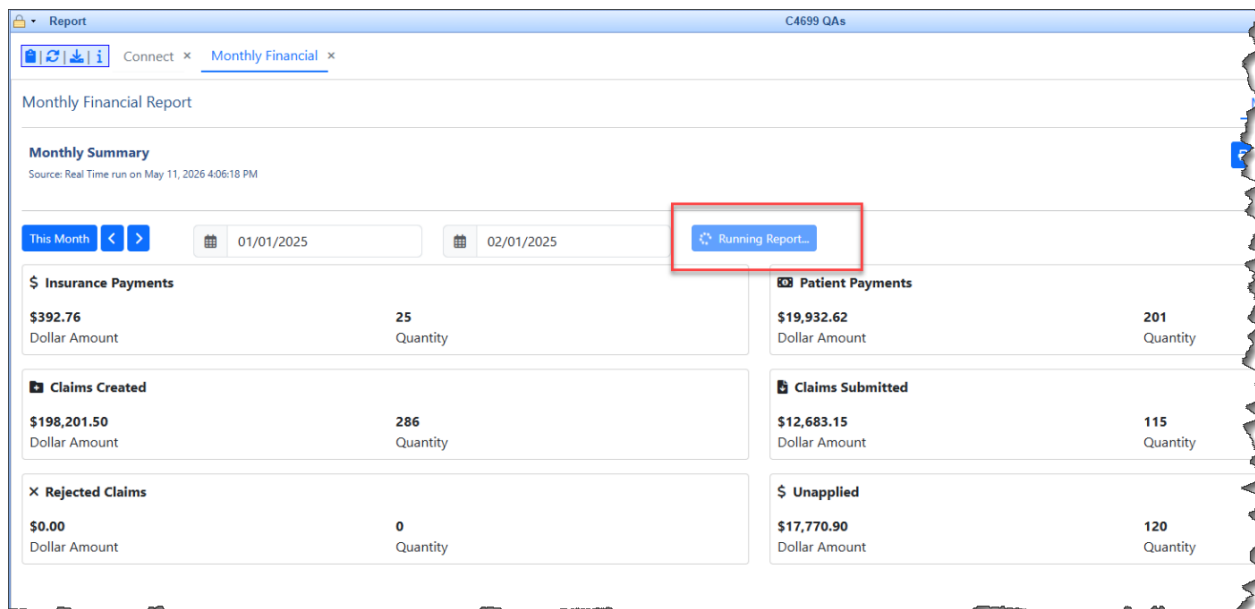 Report C4699 QAs
Connect × Monthly Financial ×
Monthly Financial Report
Monthly Summary
Source: Real Time run on May 11, 2026 4:06:18 PM
This Month 01/01/2025 02/01/2025 Running Report...
$ Insurance Payments
$392.76 25
Dollar Amount Quantity
Patient Payments
$19,932.62 201
Dollar Amount Quantity
Claims Created
$198,201.50 286
Dollar Amount Quantity
Claims Submitted
$12,683.15 115
Dollar Amount Quantity
Rejected Claims
$0.00 0
Dollar Amount Quantity
$ Unapplied
$17,770.90 120
Dollar Amount Quantity